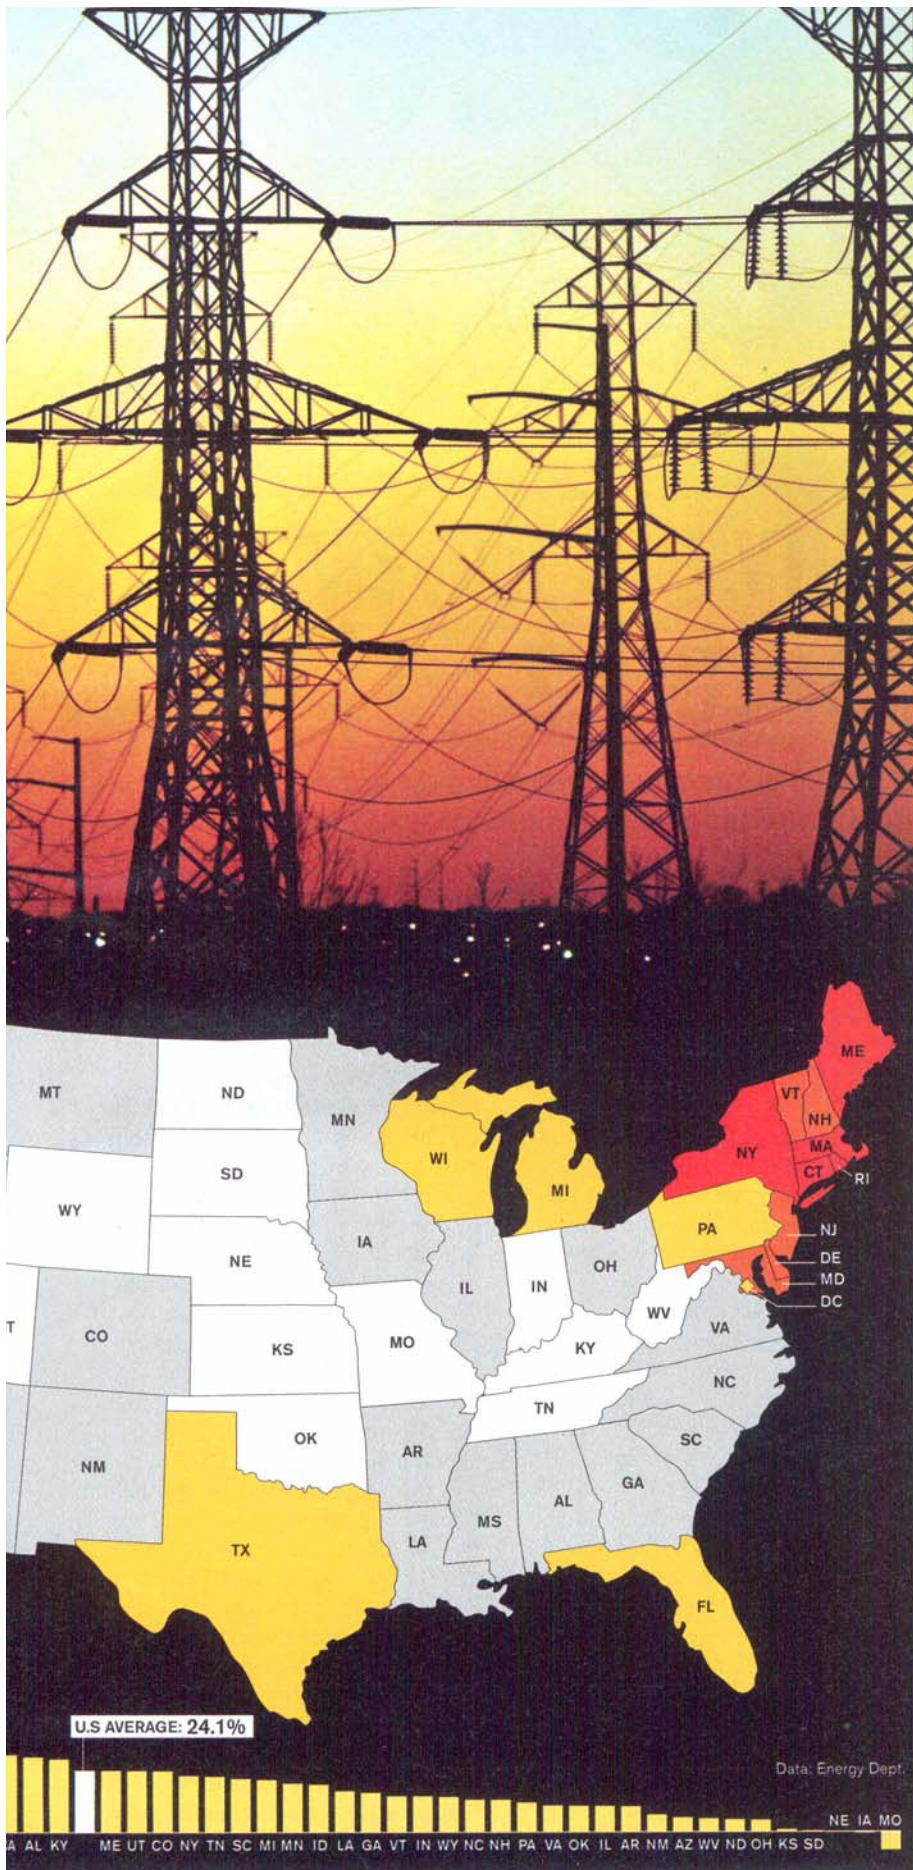 ME
MT
ND
VT
MN
NH
MA
NY
WI
CT
RI
SD
MI
WY
PA
NJ
IA
NE
DE
OH
MD
IL
IN
DC
T
CO
WV
VA
KS
MO
KY
NC
TN
OK
SC
AR
NM
GA
AL
MS
LA
TX
FL
U.S AVERAGE: 24.1%
Data: Energy Dept.
NE IA MO
A AL KY ME UT CO NY TN SC MI MN ID LA GA VT IN WY NC NH PA VA OK IL AR NM AZ WV ND OH KS SD